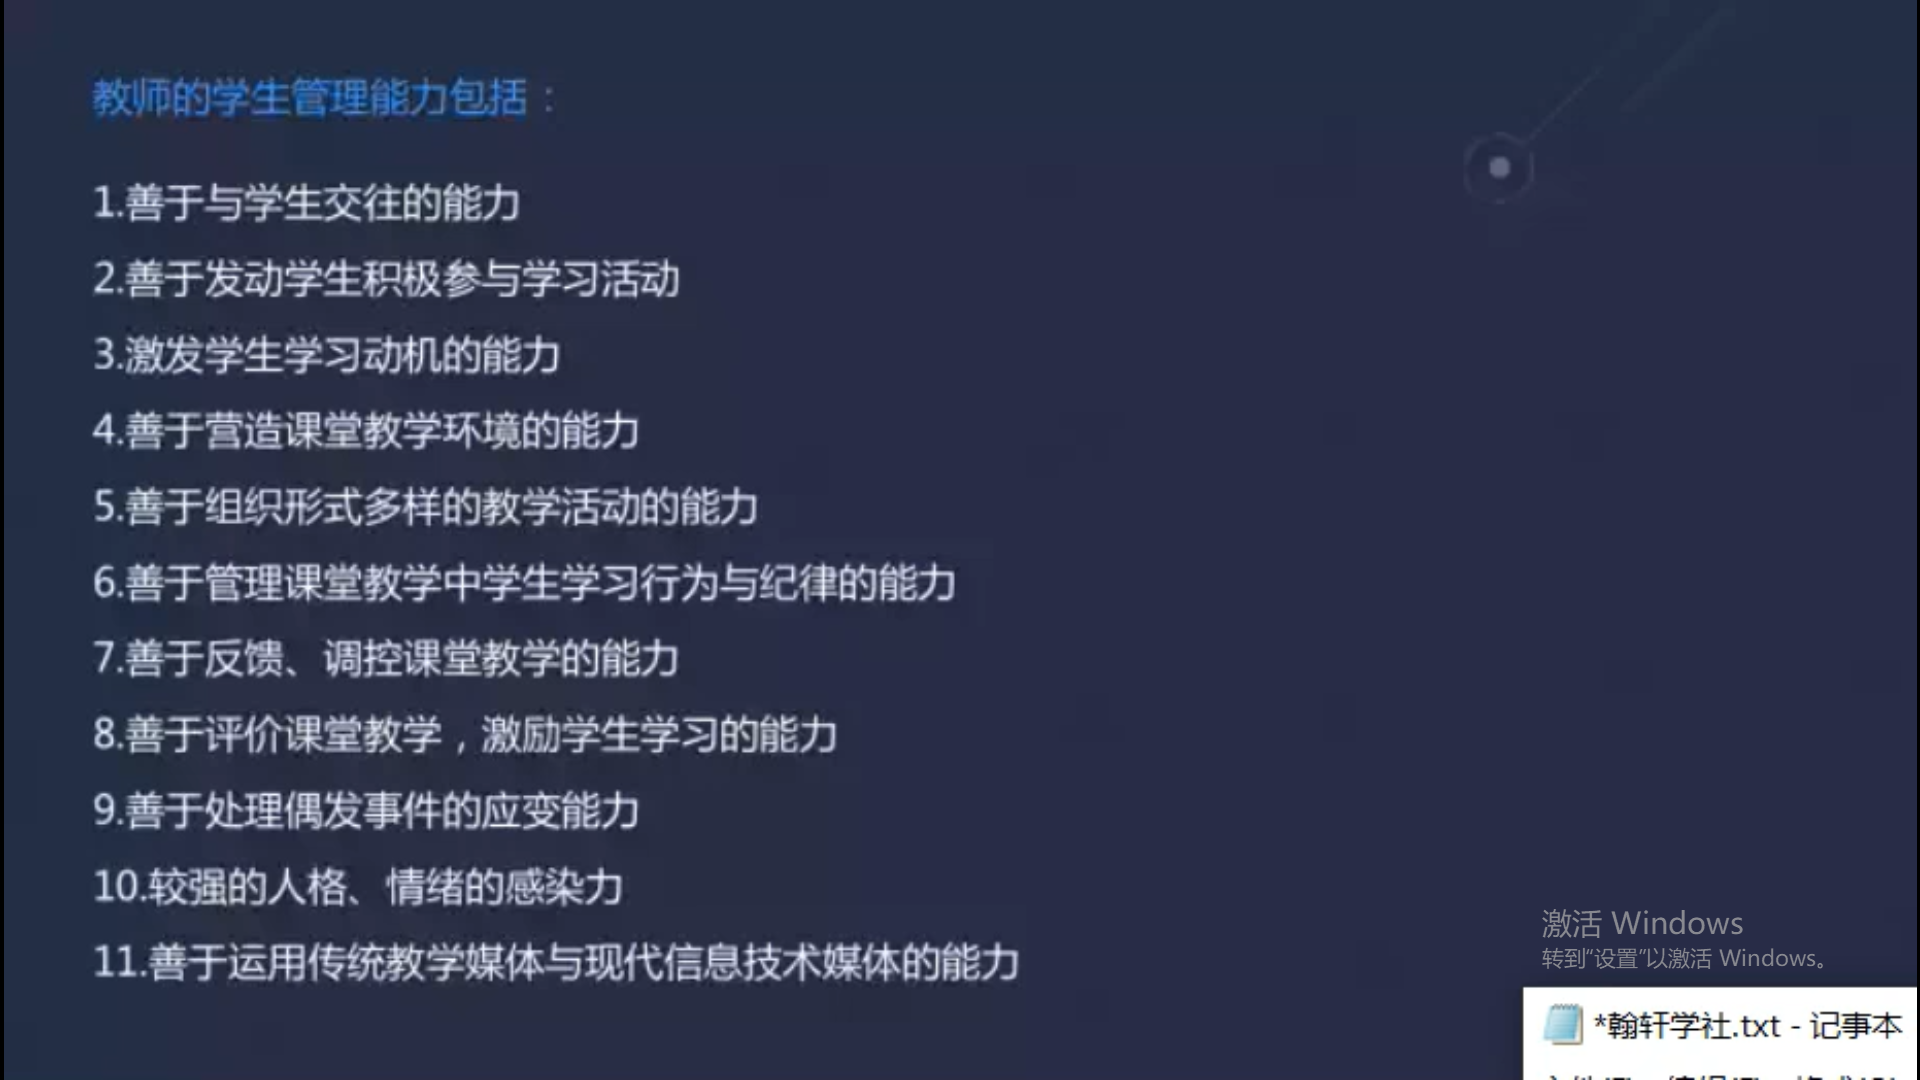 教师的学生管理能力包括：
1.善于与学生交往的能力
2.善于发动学生积极参与学习活动
3.激发学生学习动机的能力
4.善于营造课堂教学环境的能力
5.善于组织形式多样的教学活动的能力
6.善于管理课堂教学中学生学习行为与纪律的能力
7.善于反馈、调控课堂教学的能力
8.善于评价课堂教学，激励学生学习的能力
9.善于处理偶发事件的应变能力
10.较强的人格、情绪的感染力
11.善于运用传统教学媒体与现代信息技术媒体的能力
激活 Windows
转到"设置"以激活 Windows。
*翰轩学社.txt - 记事本